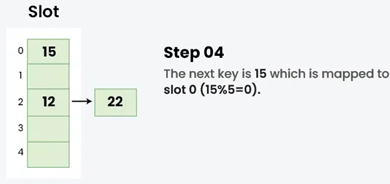 Slot
0 15
1
2 12 22
3
4
Step 04
The next key is 15 which is mapped to
slot 0 (15%5=0).